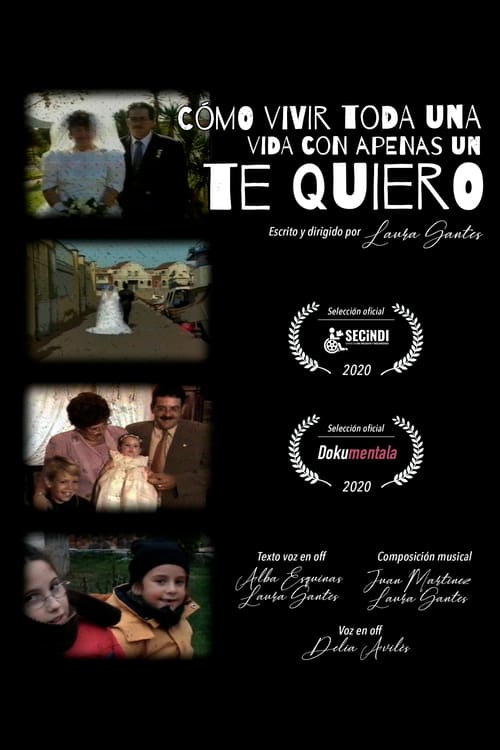 CÓMO VIVIR TODA UNA
VIDA CON APENAS UN
TE QUIERO
Escrito y dirigido por Laura Gantes
Selección oficial
SECiNDI
2020
Selección oficial
Dokumentala
2020
Texto voz en off
Alba Esquinas
Laura Gantes
Composición musical
Juan Martínez
Laura Gantes
Voz en off
Delia Avilés